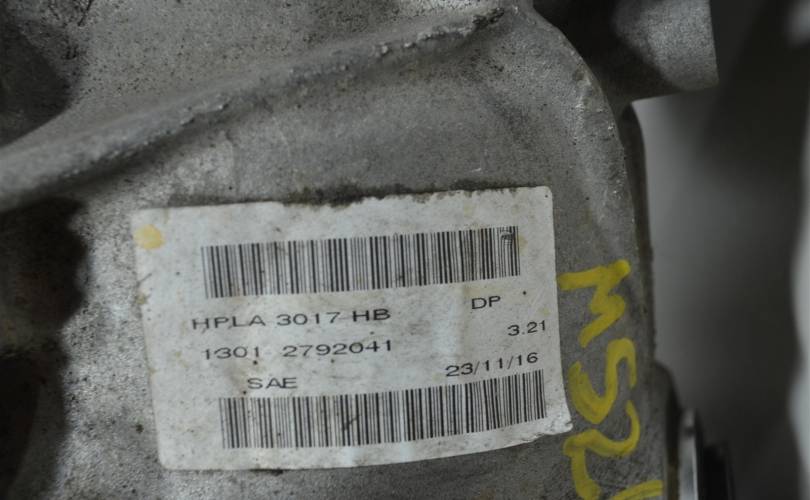 HPLA 3017 HB DP
1301 2792041 3.21
SAE 23/11/16